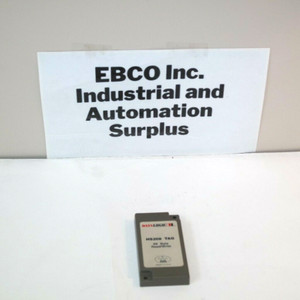 EBCO Inc.
Industrial and
Automation
Surplus